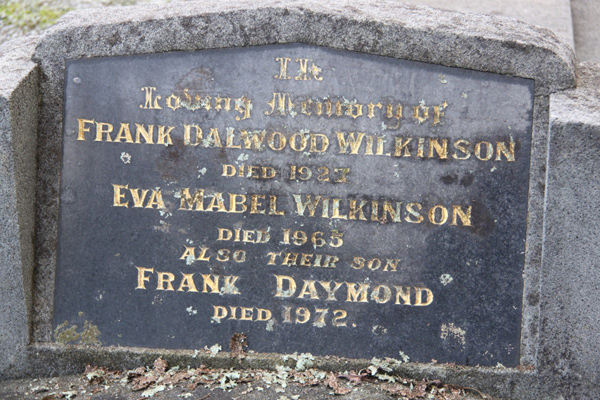 In
Loving Memory of
FRANK DALWOOD WILKINSON
DIED 1937
EVA MABEL WILKINSON
DIED 1965
ALSO THEIR SON
FRANK DAYMOND
DIED 1972.